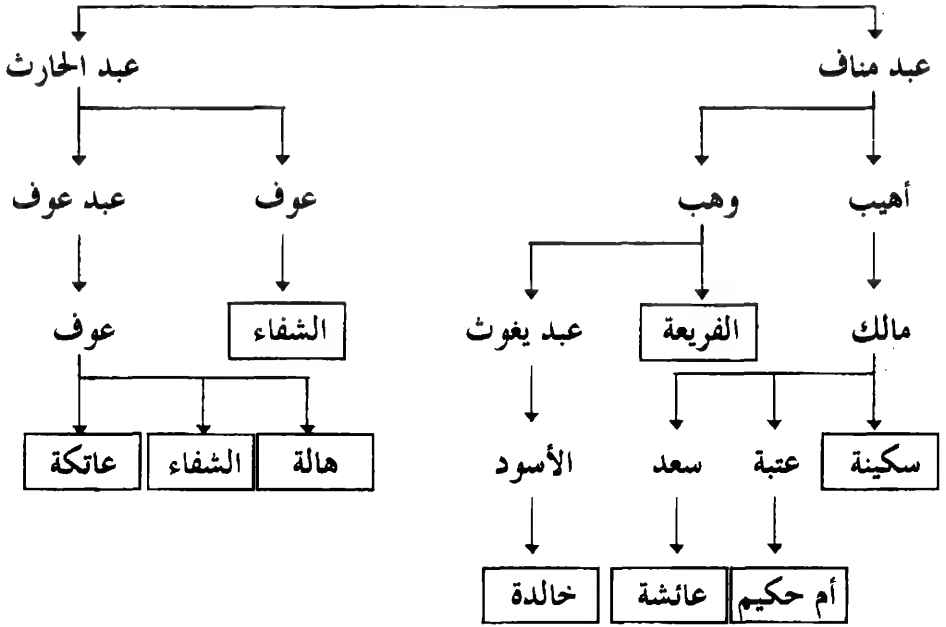 عبد مناف عبد الحارث
أهيب وهب عوف عبد عوف
مالك الفريعة عبد يغوث الشفاء عوف
سكينة عتبة سعد الأسود هالة الشفاء عاتكة
أم حكيم عائشة خالدة